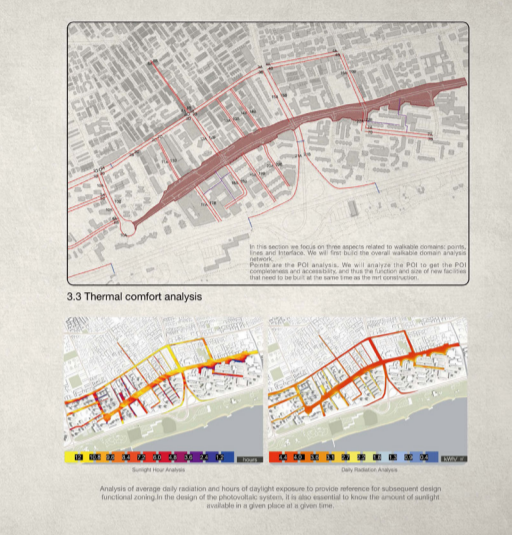 In this section we focus on three aspects related to walkable domains: points,
lines and interface. We will first build the overall walkable domain analysis
network.
Points are the POI analysis. We will analyze the POI to get the POI
completeness and accessibility, and thus the function and size of new facilities
that need to be built at the same time as the net construction.
3.3 Thermal comfort analysis
hours
Sunlight Hour Analysis
Daily Radiation Analysis
Analysis of average daily radiation and hours of daylight exposure to provide reference for subsequent design
functional zoning.In the design of the photovoltaic system, it is also essential to know the amount of sunlight
available in a given place at a given time.